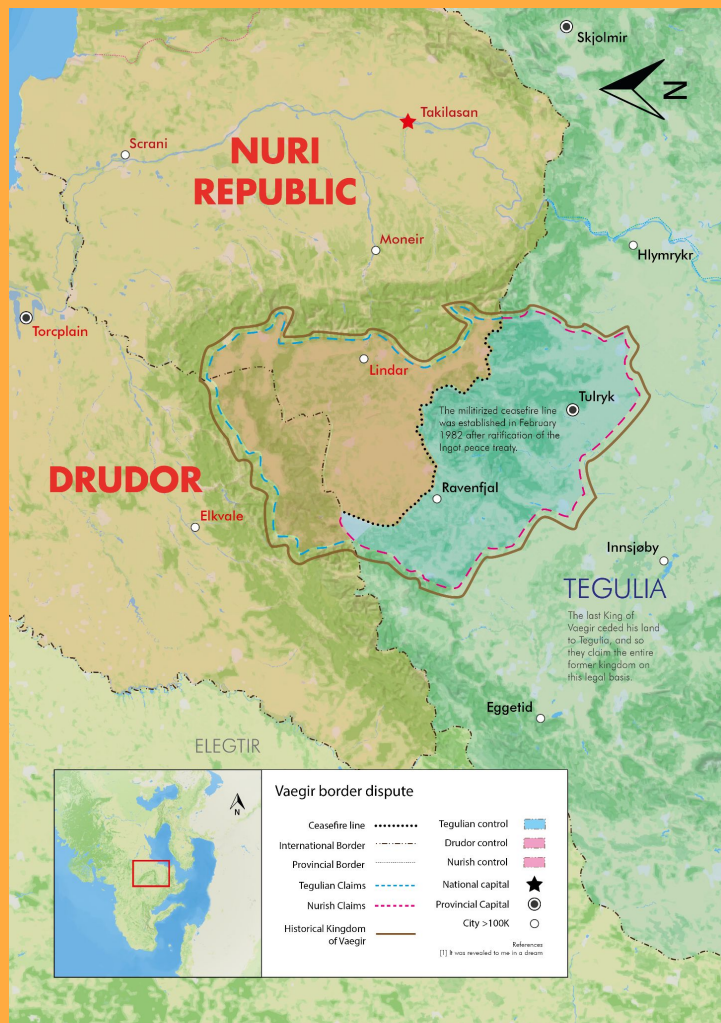 Skjolmir
N
Takilasan
Scrani
NURI
REPUBLIC
Moneir
Hlymrykr
Torcplain
Lindar
Tulryk
The militirized ceasefire line
was established in February
1982 after ratification of the
Ingot peace treaty.
DRUDOR
Ravenfjal
Elkvale
Innsjøby
TEGULIA
The last King of
Vaegir ceded his land
to Tegulia, and so
they claim the entire
former kingdom on
this legal basis.
Eggetid
ELEGTIR
N
Vaegir border dispute
Ceasefire line
International Border
Provincial Border
Tegulian Claims
Nurish Claims
Historical Kingdom
of Vaegir
Tegulian control
Drudor control
Nurish control
National capital
Provincial Capital
City >100K
References
[1] It was revealed to me in a dream